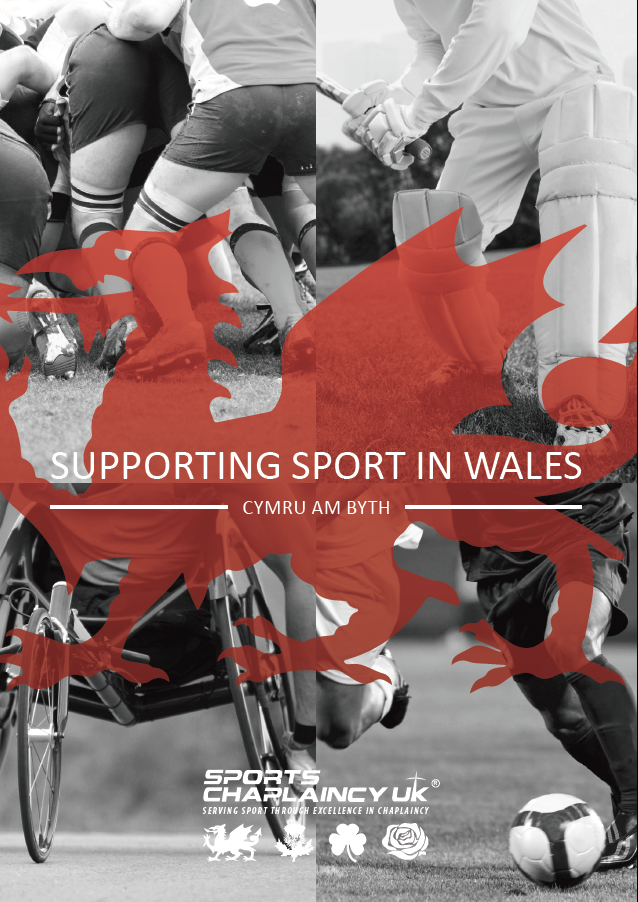 SUPPORTING SPORT IN WALES
CYMRU AM BYTH
SPORTS
CHAPLAINCY UK®
SERVING SPORT THROUGH EXCELLENCE IN CHAPLAINCY